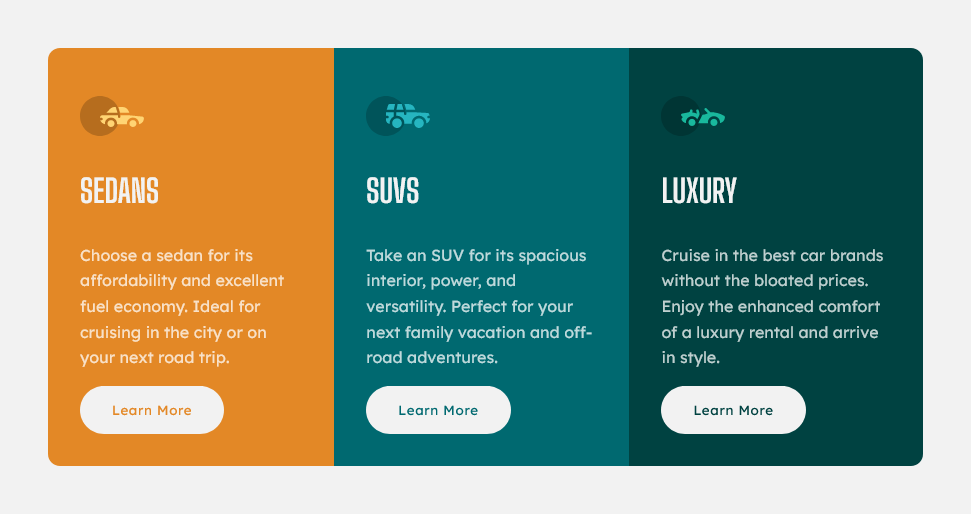 SEDANS
Choose a sedan for its
affordability and excellent
fuel economy. Ideal for
cruising in the city or on
your next road trip.
Learn More
SUVS
Take an SUV for its spacious
interior, power, and
versatility. Perfect for your
next family vacation and off-
road adventures.
Learn More
LUXURY
Cruise in the best car brands
without the bloated prices.
Enjoy the enhanced comfort
of a luxury rental and arrive
in style.
Learn More